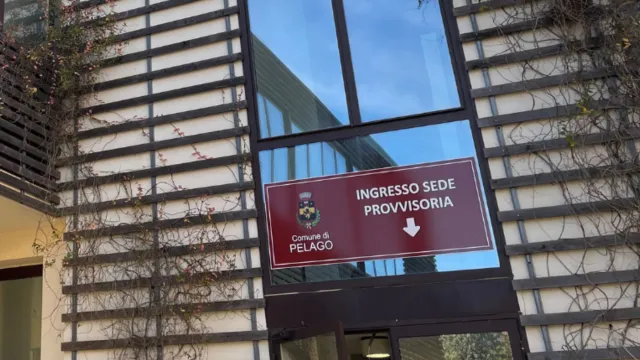 Comune di
PELAGO
INGRESSO SEDE
PROVVISORIA